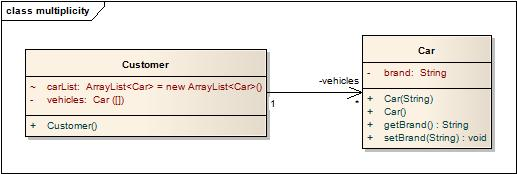 class multiplicity
Customer
~ carList: ArrayList<Car> = new ArrayList<Car>()
- vehicles: Car ([])
+ Customer()
-vehicles
1
*
Car
- brand: String
+ Car(String)
+ Car()
+ getBrand() : String
+ setBrand(String) : void